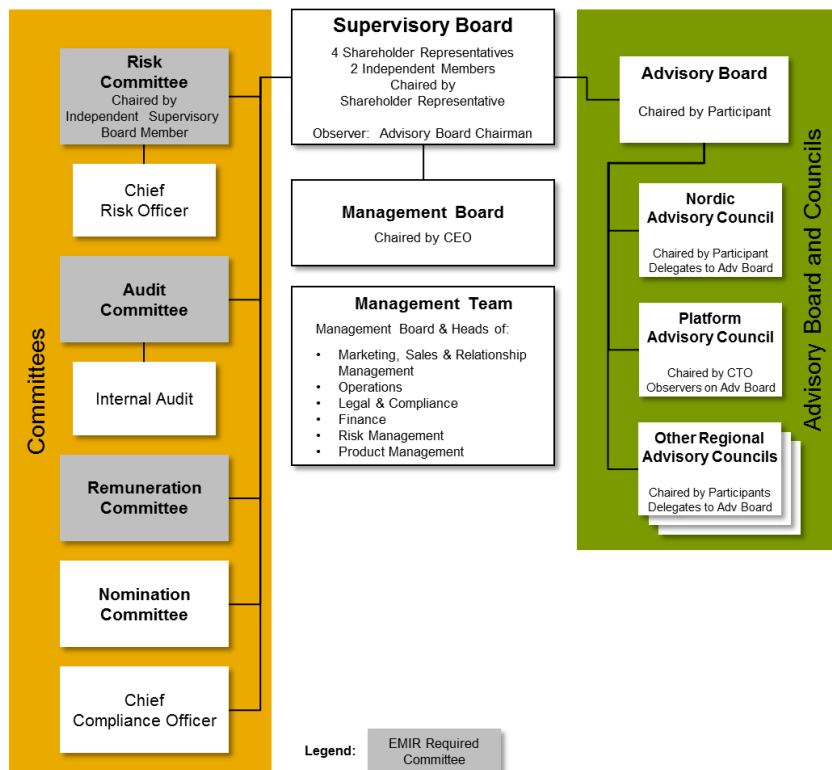 Committees
Risk
Committee
Chaired by
Independent Supervisory
Board Member
Chief
Risk Officer
Audit
Committee
Internal Audit
Remuneration
Committee
Nomination
Committee
Chief
Compliance Officer
Supervisory Board
4 Shareholder Representatives
2 Independent Members
Chaired by
Shareholder Representative
Observer: Advisory Board Chairman
Management Board
Chaired by CEO
Management Team
Management Board & Heads of:
• Marketing, Sales & Relationship
Management
• Operations
• Legal & Compliance
• Finance
• Risk Management
• Product Management
Advisory Board and Councils
Advisory Board
Chaired by Participant
Nordic
Advisory Council
Chaired by Participant
Delegates to Adv Board
Platform
Advisory Council
Chaired by CTO
Observers on Adv Board
Other Regional
Advisory Councils
Chaired by Participants
Delegates to Adv Board
Legend:
EMIR Required
Committee